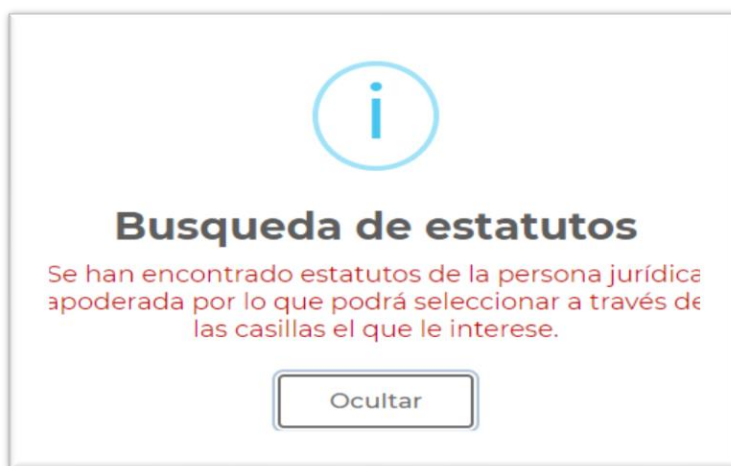 i
Busqueda de estatutos
Se han encontrado estatutos de la persona jurídica
apoderada por lo que podrá seleccionar a través de
las casillas el que le interese.
Ocultar